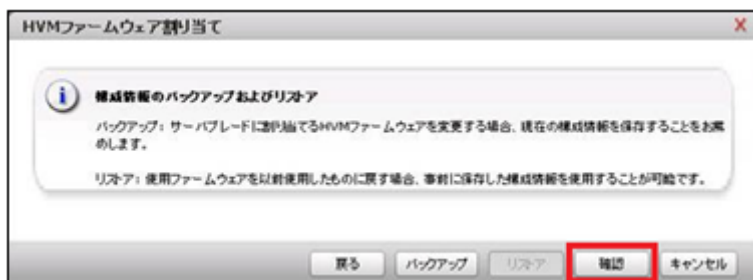 HVMファームウェア割り当て
X
構成情報のバックアップおよびリストア
バックアップ：サーバブレードに割り当てるHVMファームウェアを変更する場合、現在の構成情報を保存することをお薦
めします。
リストア：使用ファームウェアを以前使用したものに戻す場合、事前に保存した構成情報を使用することが可能です。
戻る バックアップ リストア 確認 キャンセル